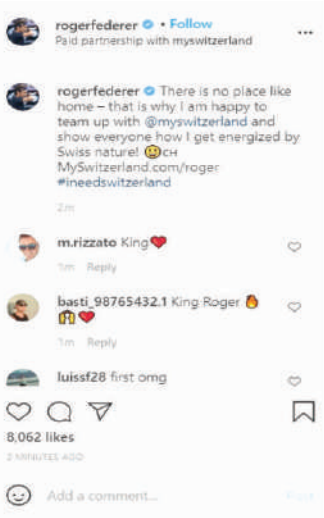 rogerfederer • Follow
Paid partnership with myswitzerland
rogerfederer There is no place like
home – that is why I am happy to
team up with @myswitzerland and
show everyone how I get energized by
Swiss nature! 🙂CH
MySwitzerland.com/roger
#ineedswitzerland
2m
m.rizzato King❤️
1m Reply
basti_98765432.1 King Roger 🔥
🙌❤️
1m Reply
luissf28 first omg
8,062 likes
2 MINUTES AGO
Add a comment...
Post